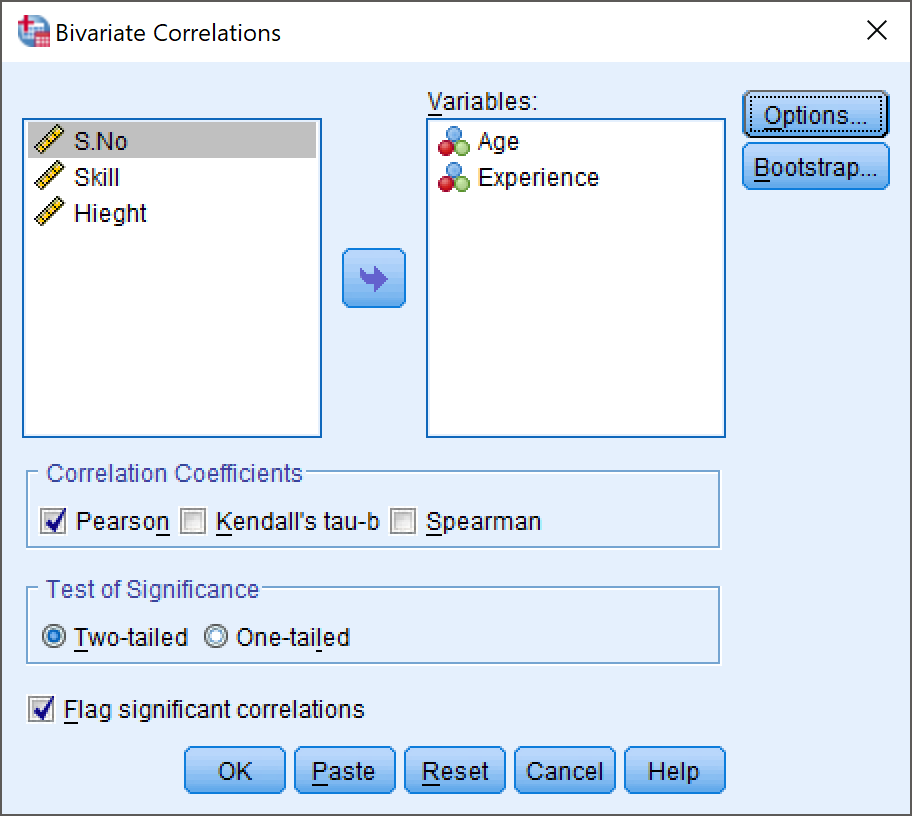 Bivariate Correlations
Variables:
S.No
Skill
Hieght
Age
Experience
Options...
Bootstrap...
Correlation Coefficients
Pearson Kendall's tau-b Spearman
Test of Significance
Two-tailed One-tailed
Flag significant correlations
OK Paste Reset Cancel Help